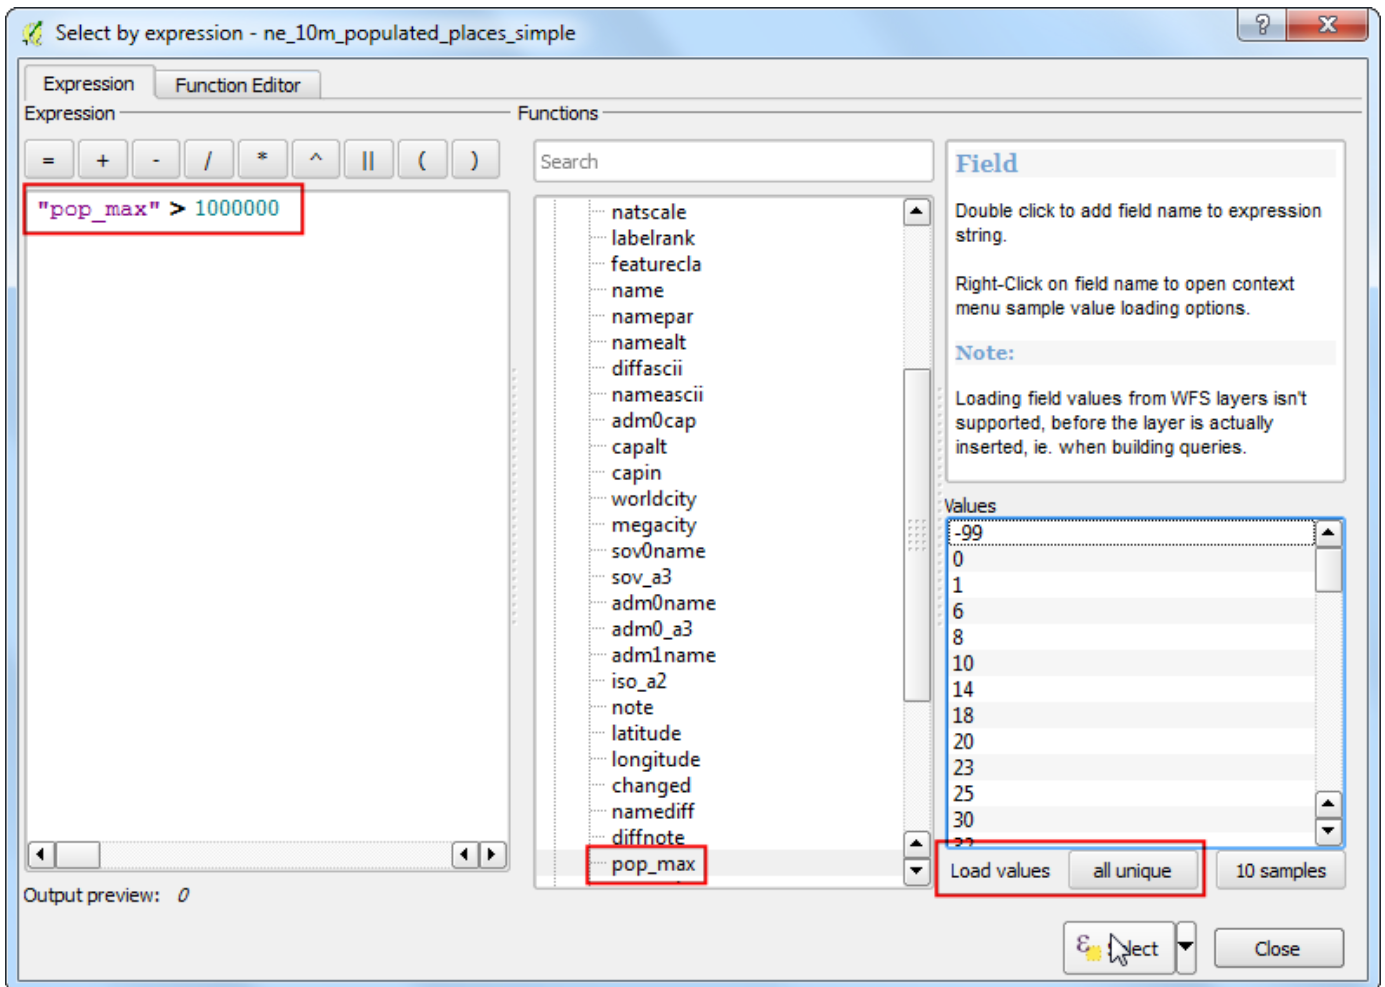 Select by expression - ne_10m_populated_places_simple
? X
Expression Function Editor
Expression
= + - / * ^ || ( )
"pop_max" > 1000000
Output preview: 0
Functions
Search
natscale
labelrank
featurecla
name
namepar
namealt
diffascii
nameascii
adm0cap
capalt
capin
worldcity
megacity
sov0name
sov_a3
adm0name
adm0_a3
adm1name
iso_a2
note
latitude
longitude
changed
namediff
diffnote
pop_max
Field
Double click to add field name to expression
string.
Right-Click on field name to open context
menu sample value loading options.
Note:
Loading field values from WFS layers isn't
supported, before the layer is actually
inserted, ie. when building queries.
Values
-99
0
1
6
8
10
14
18
20
23
25
30
32
Load values all unique 10 samples
Select Close